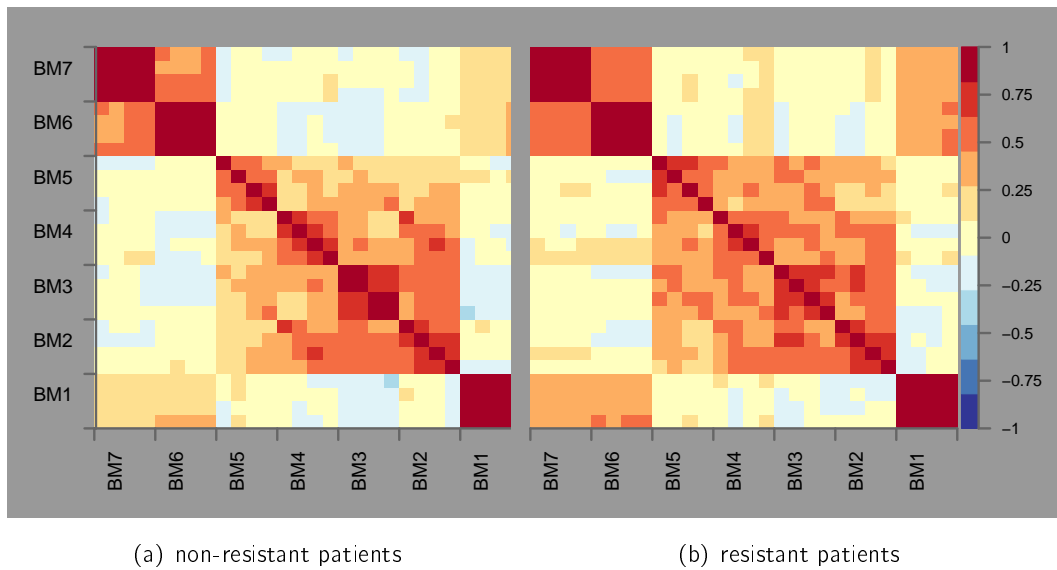 BM7
BM6
BM5
BM4
BM3
BM2
BM1
BM7
BM6
BM5
BM4
BM3
BM2
BM1
BM7
BM6
BM5
BM4
BM3
BM2
BM1
1
0.75
0.5
0.25
0
−0.25
−0.5
−0.75
−1
(a) non-resistant patients
(b) resistant patients